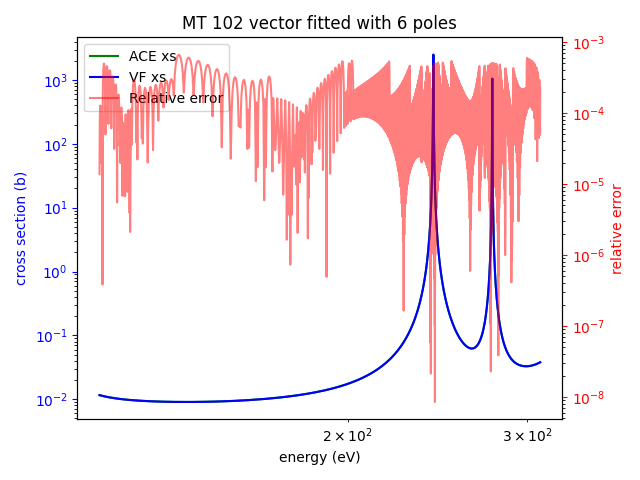 MT 102 vector fitted with 6 poles
ACE xs
VF xs
Relative error
cross section (b)
10³
10²
10¹
10⁰
10⁻¹
10⁻²
relative error
10⁻³
10⁻⁴
10⁻⁵
10⁻⁶
10⁻⁷
10⁻⁸
2 × 10²
3 × 10²
energy (eV)